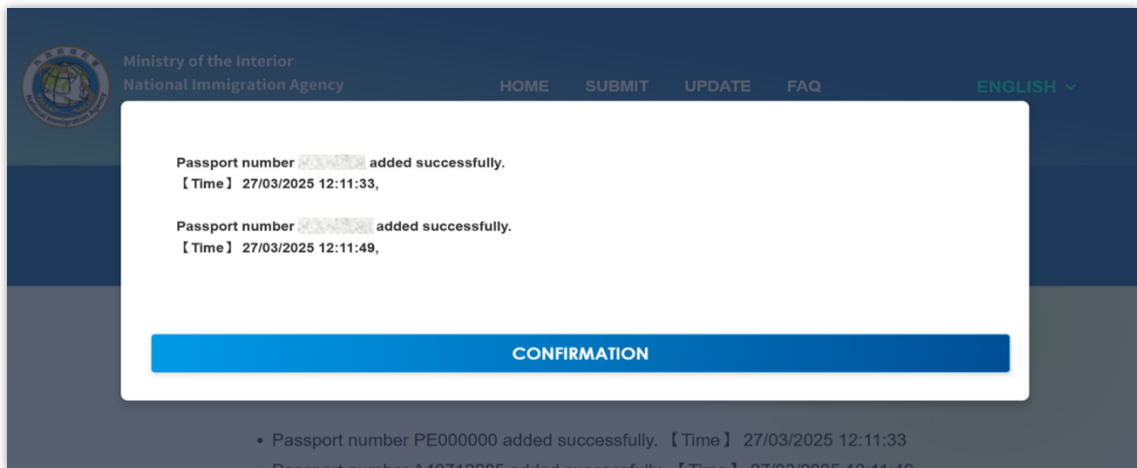 Ministry of the Interior
National Immigration Agency
HOME SUBMIT UPDATE FAQ
ENGLISH
Passport number added successfully.
【Time】 27/03/2025 12:11:33,
Passport number added successfully.
【Time】 27/03/2025 12:11:49,
CONFIRMATION
• Passport number PE000000 added successfully. 【Time】 27/03/2025 12:11:33